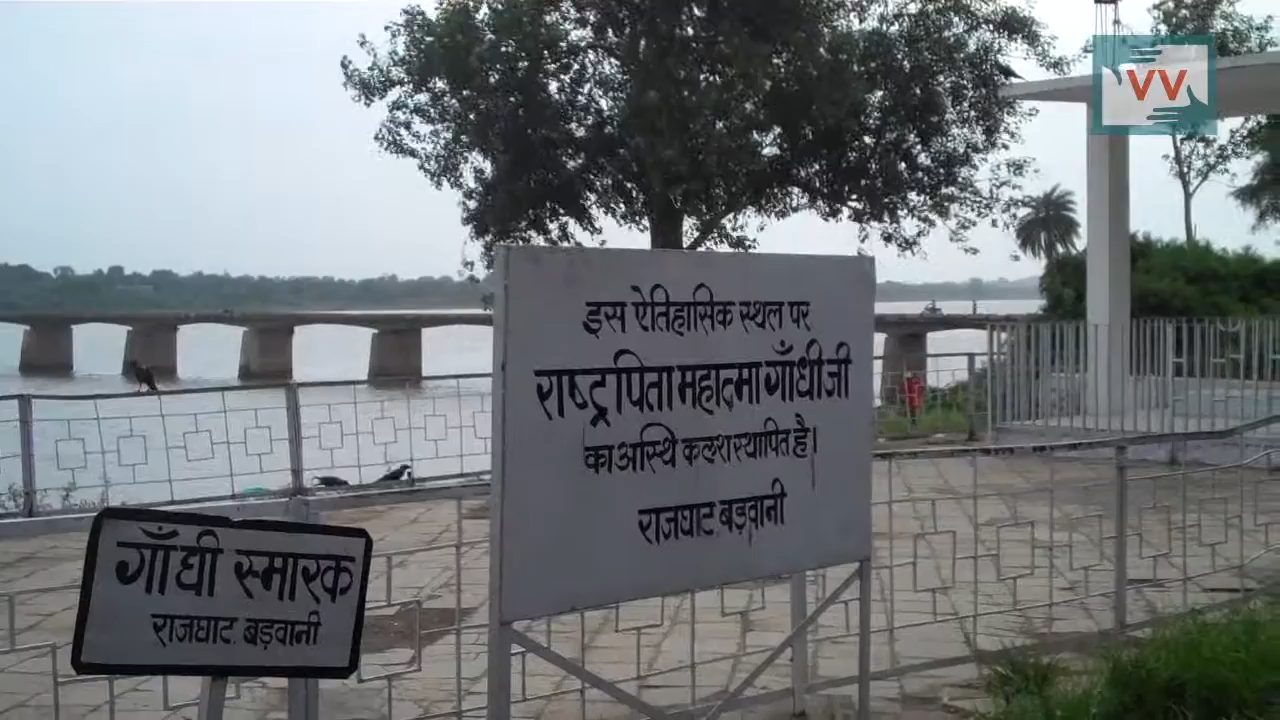 VV
इस ऐतिहासिक स्थल पर
राष्ट्रपिता महात्मा गाँधी जी
का अस्थि कलश स्थापित है।
राजघाट बड़वानी
गाँधी स्मारक
राजघाट बड़वानी